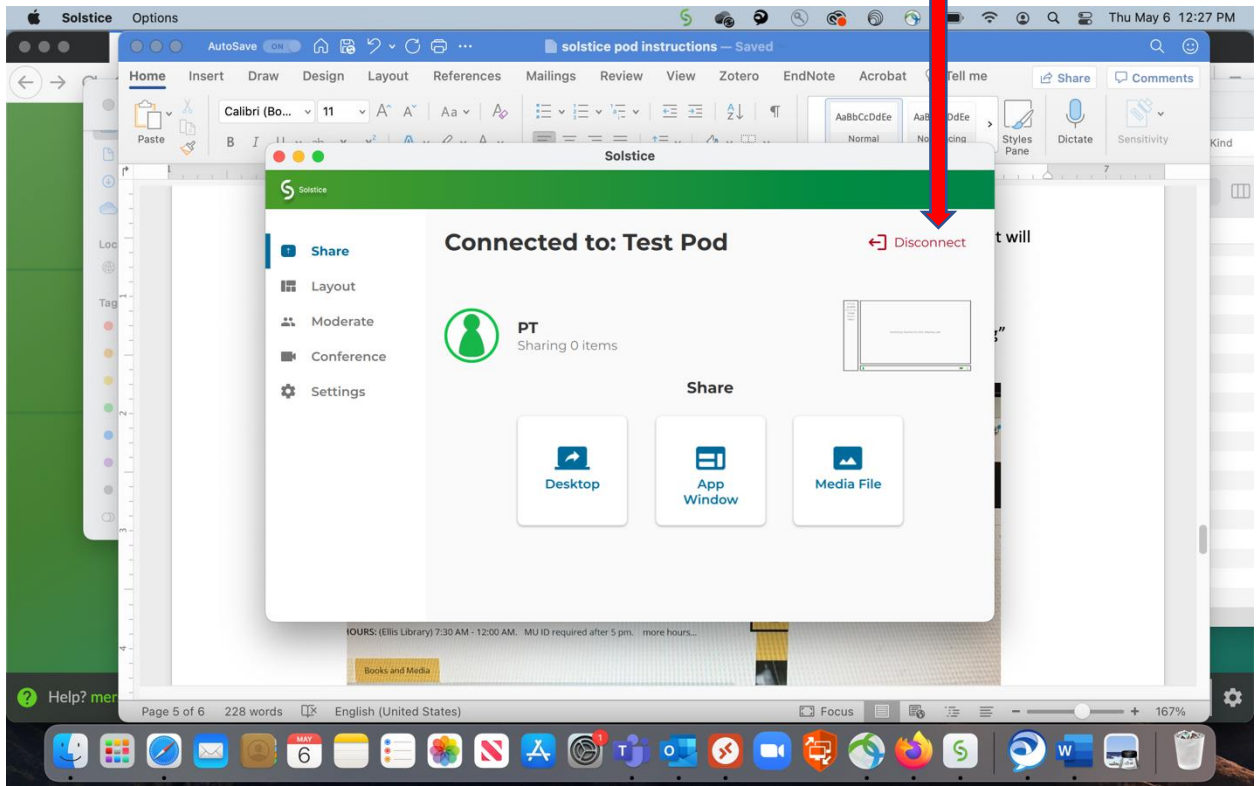 Solstice Options Thu May 6 12:27 PM
AutoSave ON solstice pod instructions — Saved
Home Insert Draw Design Layout References Mailings Review View Zotero EndNote Acrobat Tell me Share Comments
Calibri (Bo... 11 Aa AaBbCcDdEe
Paste B I U ab Normal Styles Pane Dictate Sensitivity Kind
Solstice
Solstice
Connected to: Test Pod
Disconnect
t will
Share
Layout
Moderate
Conference
Settings
PT
Sharing 0 items
Share
Desktop
App
Window
Media File
Loc
Tag
HOURS: (Ellis Library) 7:30 AM - 12:00 AM. MU ID required after 5 pm. more hours...
Books and Media
Help? mer
Page 5 of 6 228 words English (United States) Focus 167%
MAY
6